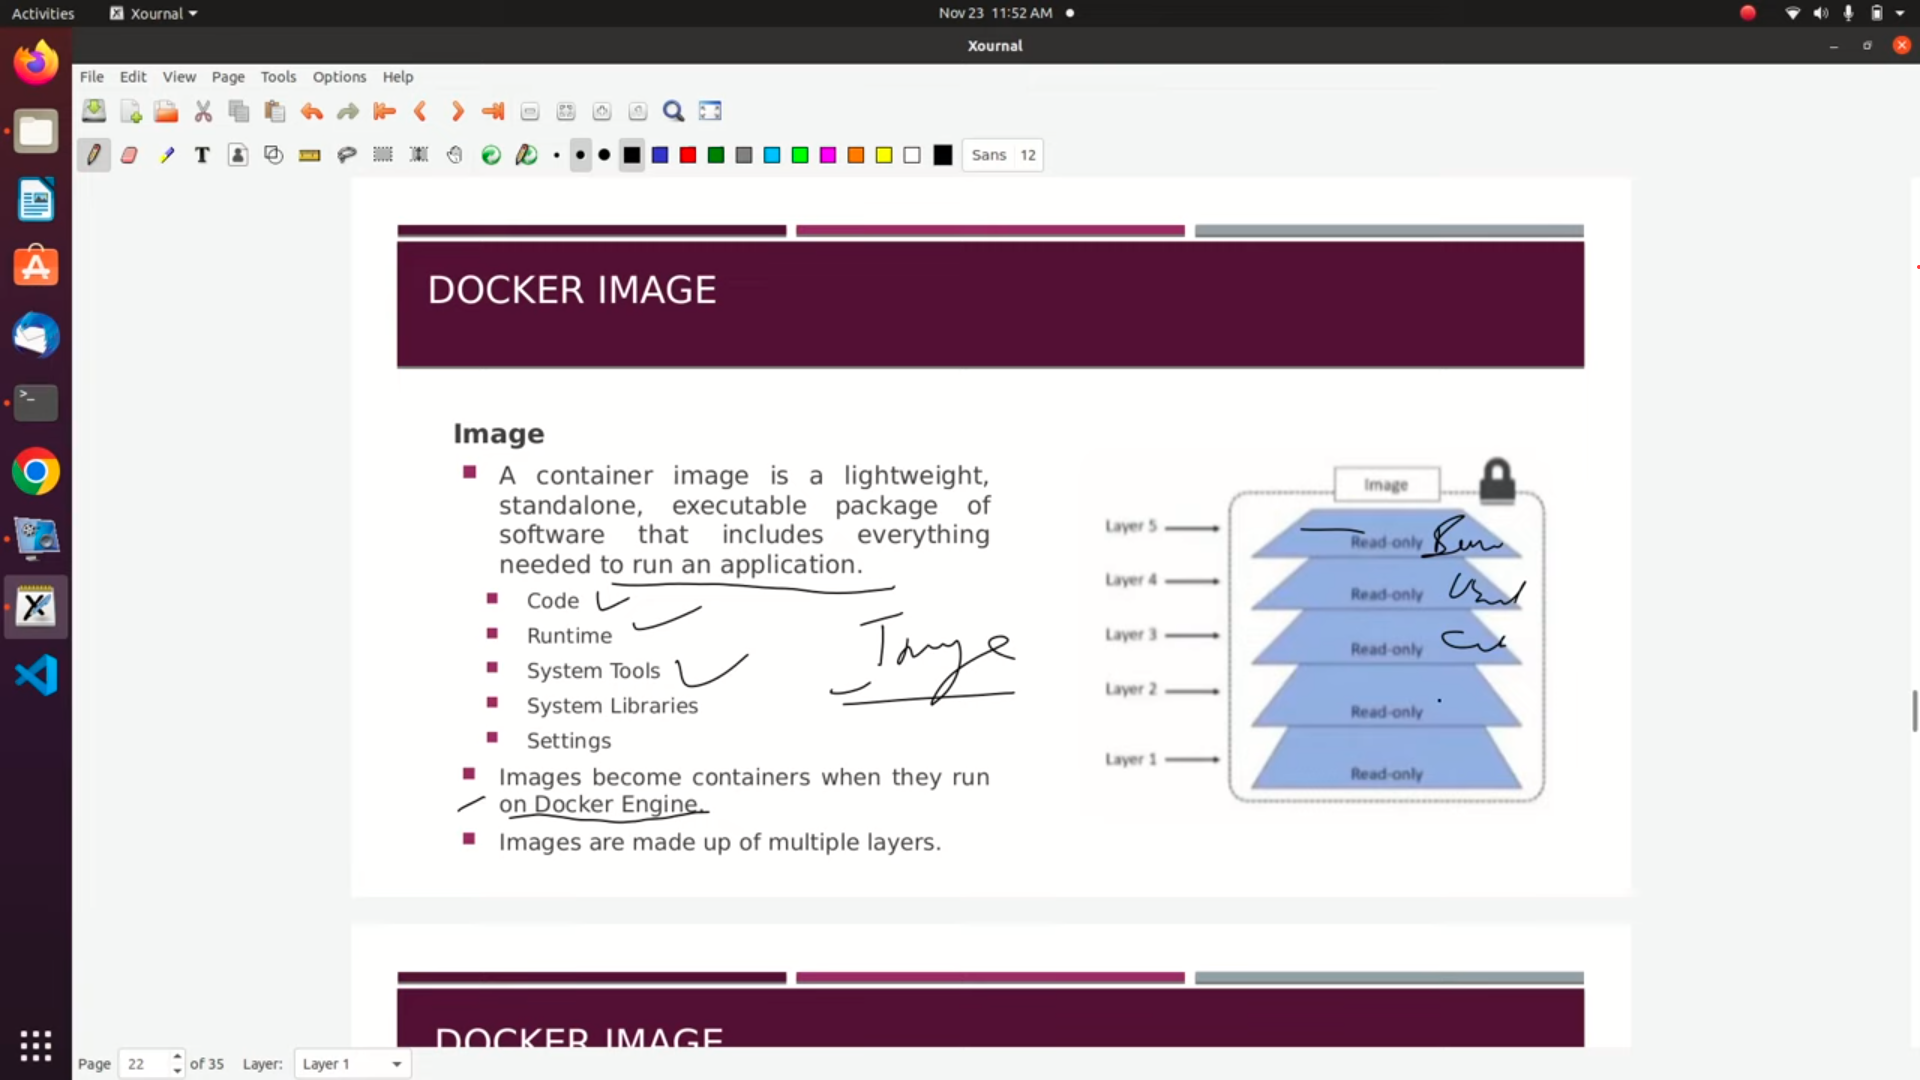 Activities
Xournal
Nov 23 11:52 AM
Xournal
File Edit View Page Tools Options Help
Sans 12
DOCKER IMAGE
Image
A container image is a lightweight,
standalone, executable package of
software that includes everything
needed to run an application.
Code
Runtime
System Tools
System Libraries
Settings
Images become containers when they run
on Docker Engine.
Images are made up of multiple layers.
Image
Image
Layer 5
Read-only
Layer 4
Read-only
Layer 3
Read-only
Layer 2
Read-only
Layer 1
Read-only
DOCKER IMAGE
Page 22 of 35 Layer: Layer 1